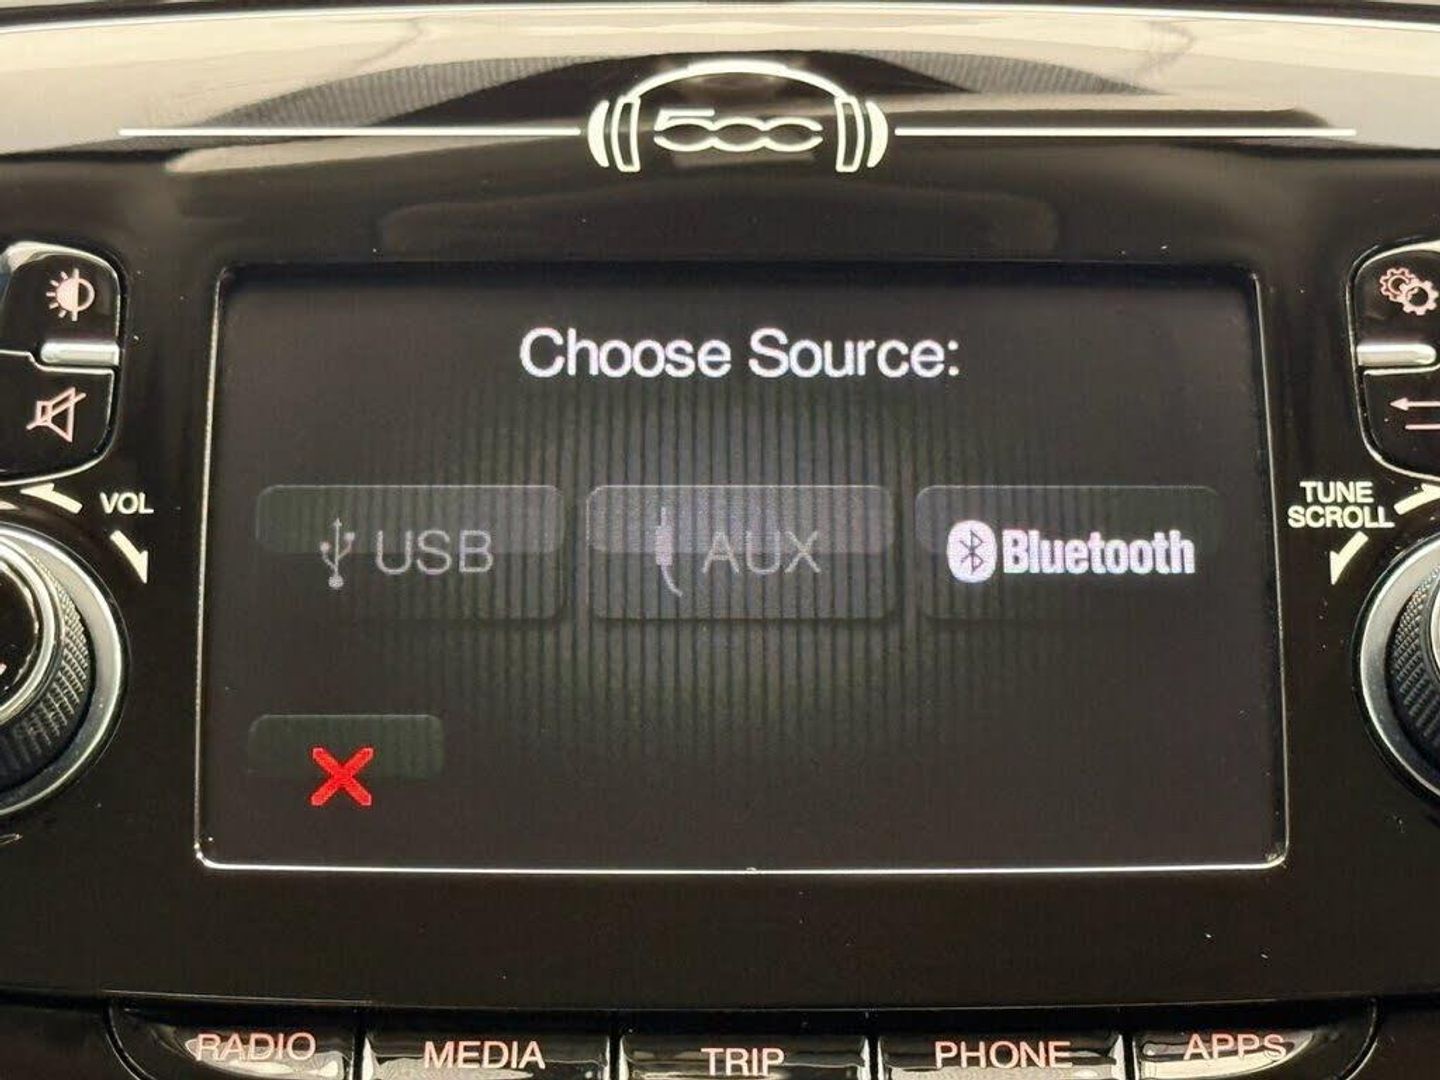 500
Choose Source:
VOL
TUNE
SCROLL
USB
AUX
Bluetooth
RADIO
MEDIA
TRIP
PHONE
APPS